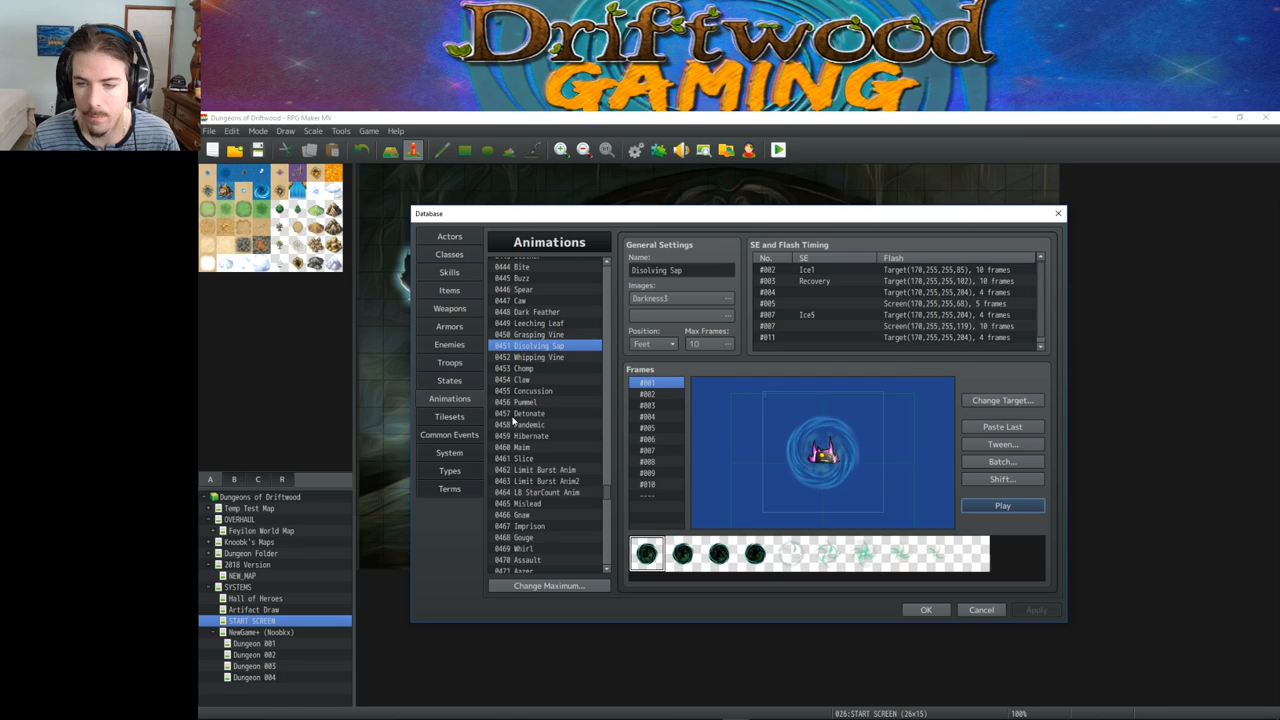 Driftwood
GAMING
Dungeons of Driftwood - RPG Maker MV
File Edit Mode Draw Scale Tools Game Help
Database
Actors
Classes
Skills
Items
Weapons
Armors
Enemies
Troops
States
Animations
Tilesets
Common Events
System
Types
Terms
Animations
0444 Bite
0445 Buzz
0446 Spear
0447 Caw
0448 Dark Feather
0449 Leeching Leaf
0450 Grasping Vine
0451 Disolving Sap
0452 Whipping Vine
0453 Chomp
0454 Claw
0455 Concussion
0456 Pummel
0457 Detonate
0458 Pandemic
0459 Hibernate
0460 Maim
0461 Slice
0462 Limit Burst Anim
0463 Limit Burst Anim2
0464 LB StarCount Anim
0465 Mislead
0466 Gnaw
0467 Imprison
0468 Gouge
0469 Whirl
0470 Assault
Change Maximum...
General Settings
Name:
Disolving Sap
Images:
Darkness3 ...
...
Position: Max Frames:
Feet 10 ...
SE and Flash Timing
No. SE Flash
#002 Ice1 Target(170,255,255,85), 10 frames
#003 Recovery Target(170,255,255,102), 10 frames
#004 Target(170,255,255,204), 4 frames
#005 Screen(170,255,255,68), 5 frames
#007 Ice5 Target(170,255,255,204), 4 frames
#007 Screen(170,255,255,119), 10 frames
#011 Target(170,255,255,204), 4 frames
Frames
#001
#002
#003
#004
#005
#006
#007
#008
#009
#010
----
Change Target...
Paste Last
Tween...
Batch...
Shift...
Play
OK Cancel Apply
A B C R
Dungeons of Driftwood
Temp Test Map
OVERHAUL
Feyilon World Map
Knoobk's Maps
Dungeon Folder
2018 Version
NEW_MAP
SYSTEMS
Hall of Heroes
Artifact Draw
START SCREEN
NewGame+ (Noobkx)
Dungeon 001
Dungeon 002
Dungeon 003
Dungeon 004
026:START SCREEN (26×15) 100%